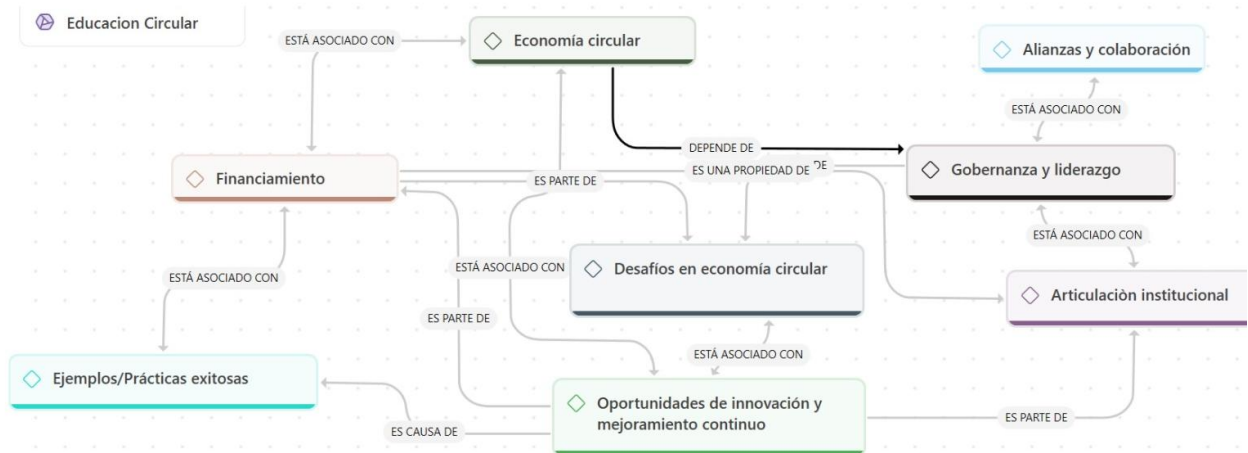 Educacion Circular
ESTÁ ASOCIADO CON
Economía circular
Alianzas y colaboración
ESTÁ ASOCIADO CON
DEPENDE DE
Financiamiento
ES PARTE DE
ES UNA PROPIEDAD DE
DE
Gobernanza y liderazgo
ESTÁ ASOCIADO CON
ESTÁ ASOCIADO CON
ESTÁ ASOCIADO CON
Desafíos en economía circular
Articulaciòn institucional
ES PARTE DE
ESTÁ ASOCIADO CON
Ejemplos/Prácticas exitosas
Oportunidades de innovación y
mejoramiento continuo
ES PARTE DE
ES CAUSA DE